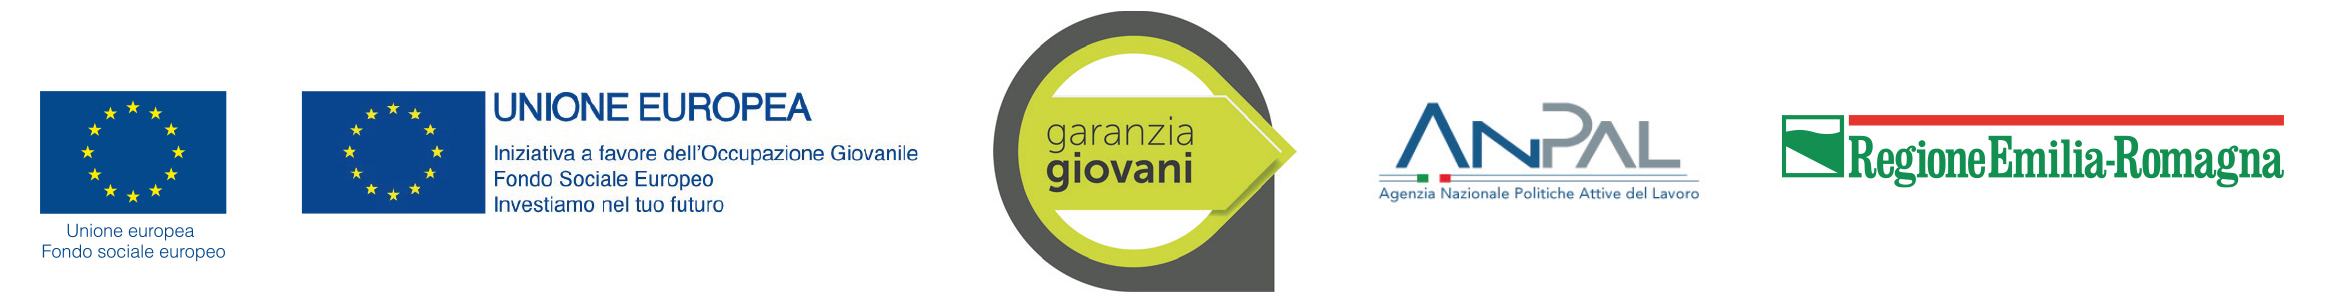 Unione europea
Fondo sociale europeo
UNIONE EUROPEA
Iniziativa a favore dell'Occupazione Giovanile
Fondo Sociale Europeo
Investiamo nel tuo futuro
garanzia
giovani
ANPAL
Agenzia Nazionale Politiche Attive del Lavoro
RegioneEmilia-Romagna